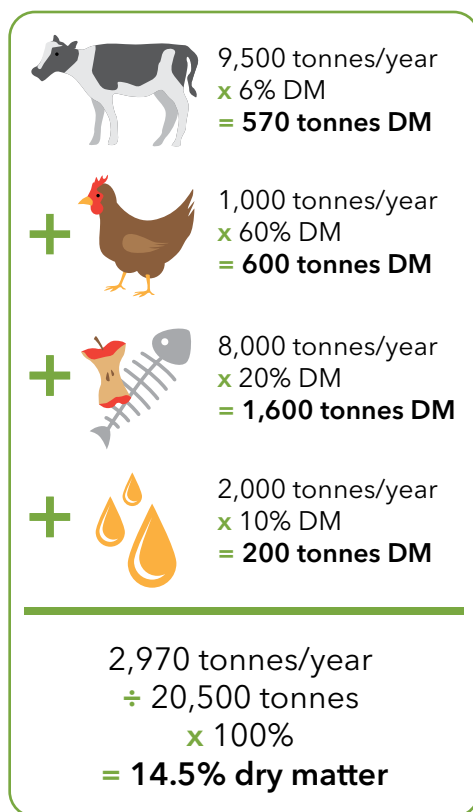 9,500 tonnes/year
x 6% DM
= 570 tonnes DM
+
1,000 tonnes/year
x 60% DM
= 600 tonnes DM
+
8,000 tonnes/year
x 20% DM
= 1,600 tonnes DM
+
2,000 tonnes/year
x 10% DM
= 200 tonnes DM
2,970 tonnes/year
÷ 20,500 tonnes
x 100%
= 14.5% dry matter